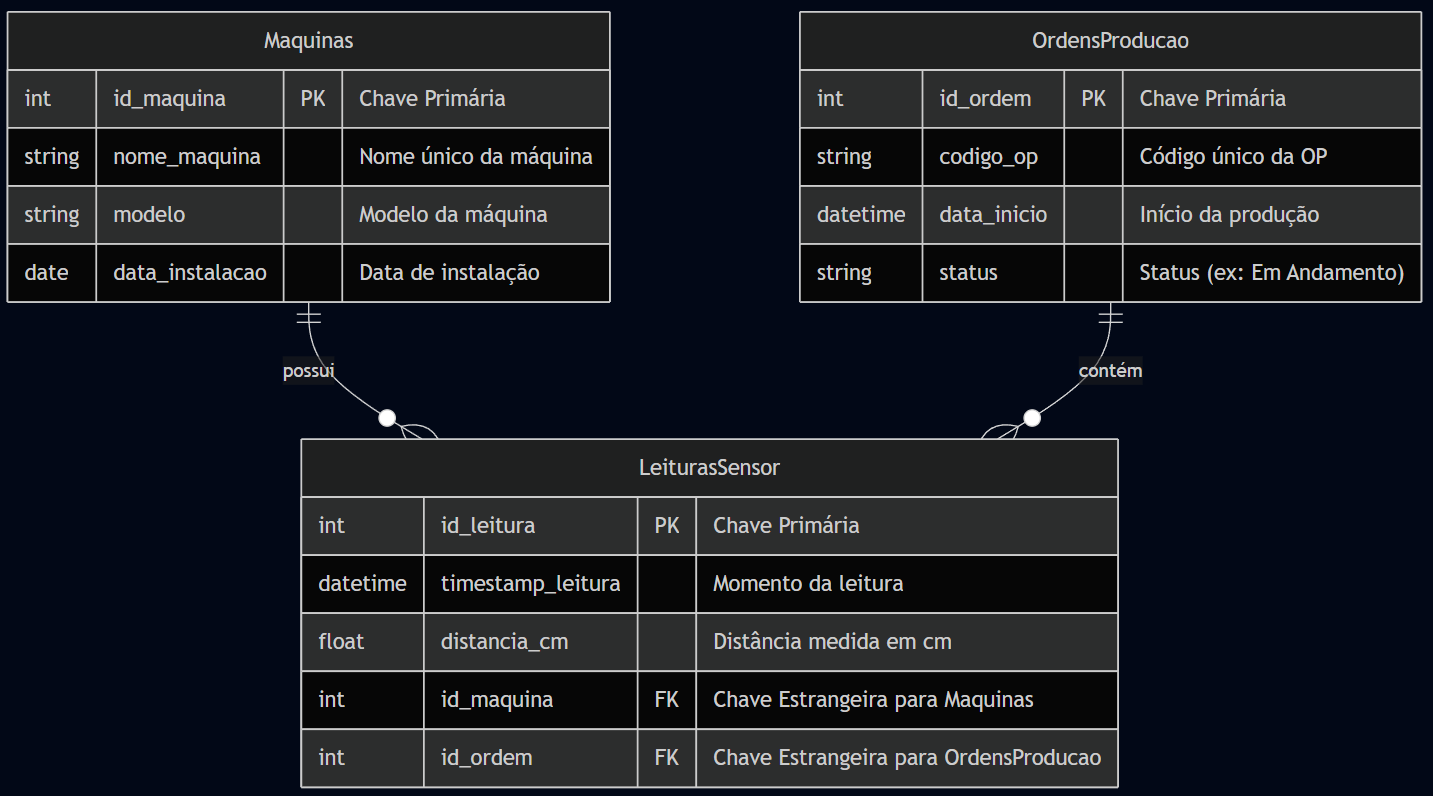 Maquinas
int id_maquina PK Chave Primária
string nome_maquina Nome único da máquina
string modelo Modelo da máquina
date data_instalacao Data de instalação
OrdensProducao
int id_ordem PK Chave Primária
string codigo_op Código único da OP
datetime data_inicio Início da produção
string status Status (ex: Em Andamento)
possui
contém
LeiturasSensor
int id_leitura PK Chave Primária
datetime timestamp_leitura Momento da leitura
float distancia_cm Distância medida em cm
int id_maquina FK Chave Estrangeira para Maquinas
int id_ordem FK Chave Estrangeira para OrdensProducao